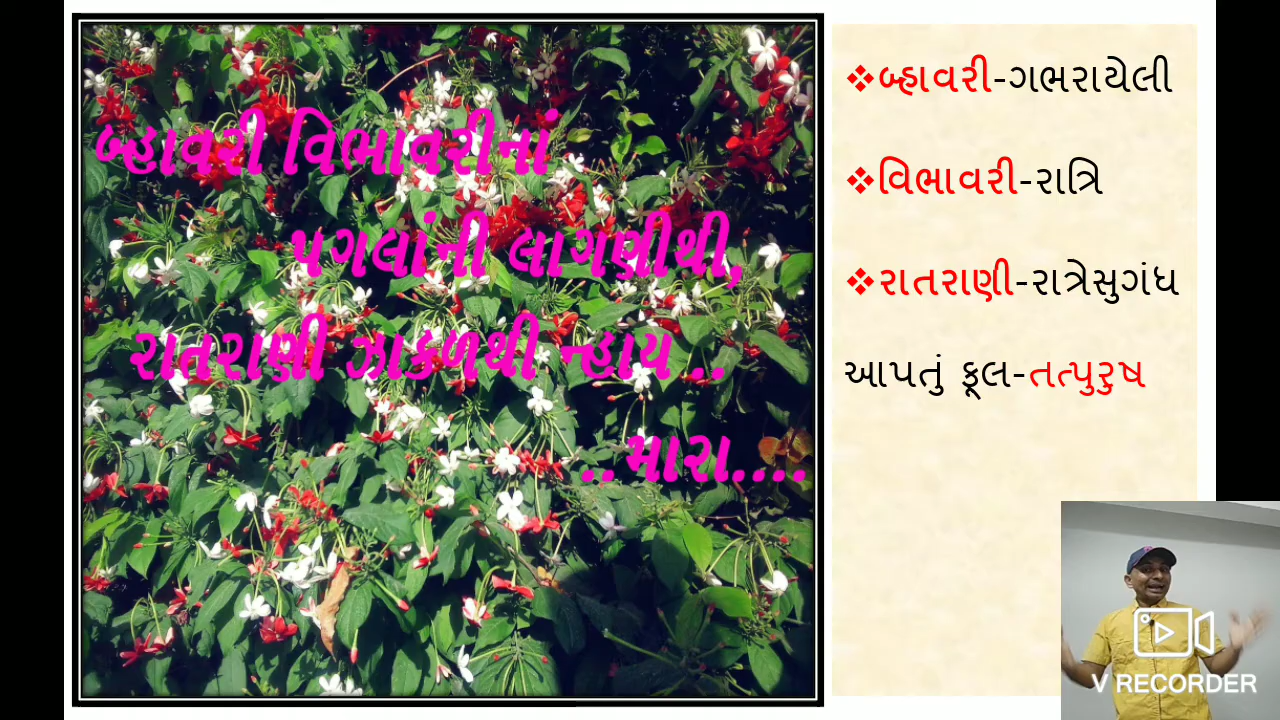 બ્હાવરી વિભાવરીનાં
પગલાંની લાગણીથી,
રાતરાણી ઝાકળથી ન્હાય ..
..મારા....
❖બ્હાવરી-ગભરાયેલી
❖વિભાવરી-રાત્રિ
❖રાતરાણી-રાત્રેસુગંધ
આપતું ફૂલ-તત્પુરુષ
V RECORDER